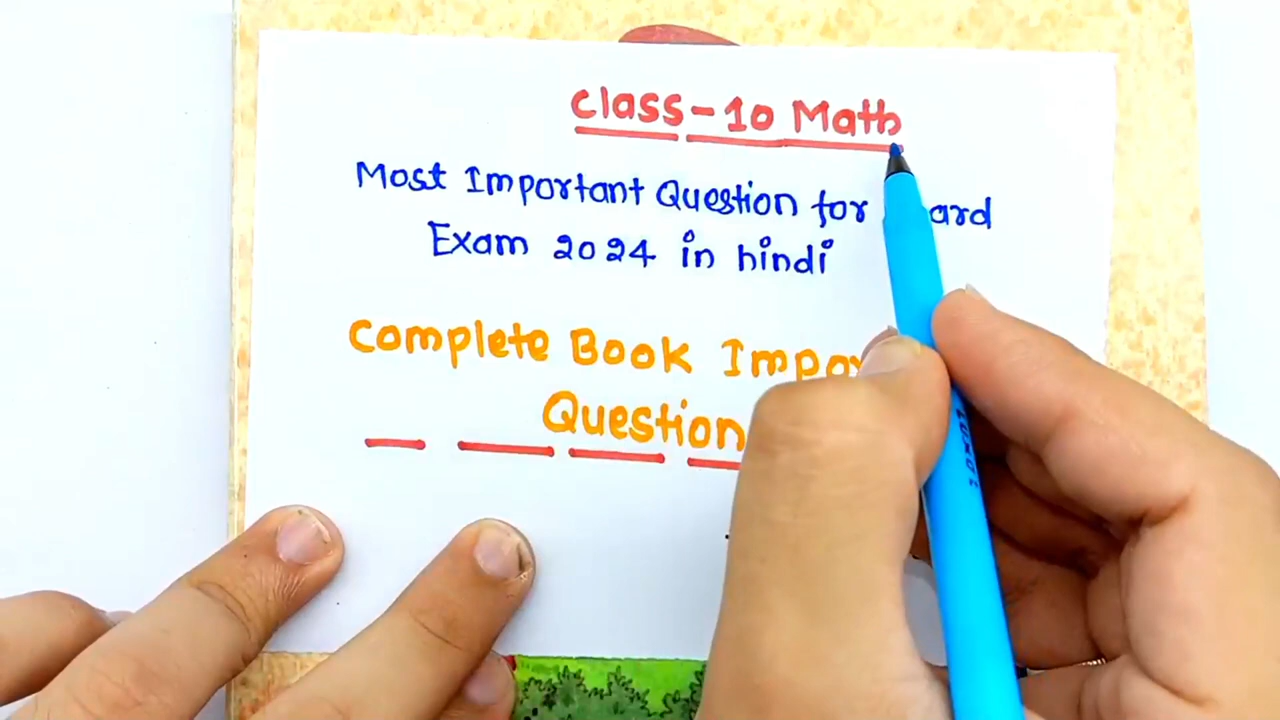 Class-10 Math
Most Important Question for
Exam 2024 in hindi
Complete Book
Question